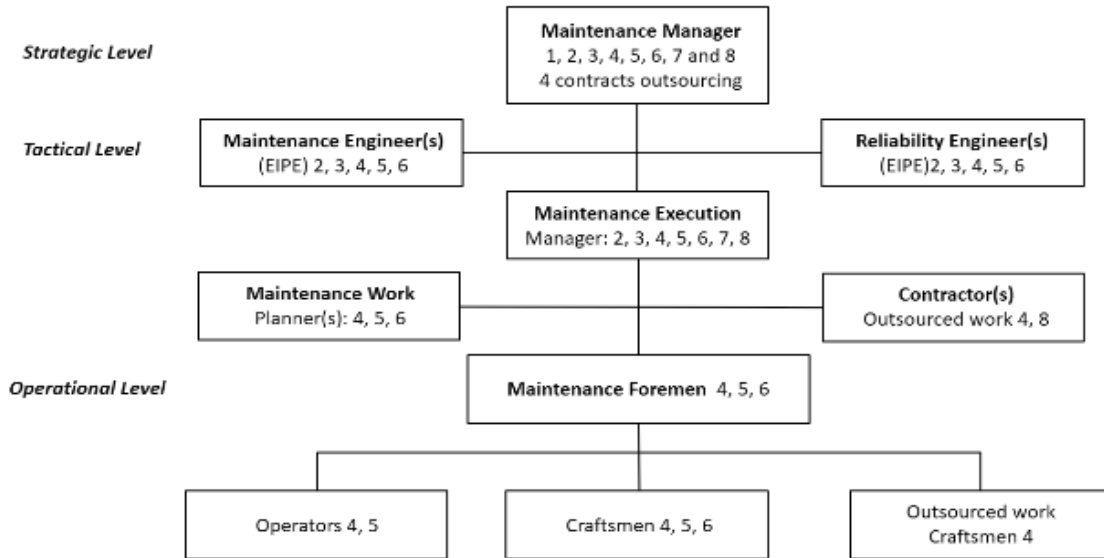 Strategic Level
Maintenance Manager
1, 2, 3, 4, 5, 6, 7 and 8
4 contracts outsourcing
Tactical Level
Maintenance Engineer(s)
(EIPE) 2, 3, 4, 5, 6
Reliability Engineer(s)
(EIPE)2, 3, 4, 5, 6
Maintenance Execution
Manager: 2, 3, 4, 5, 6, 7, 8
Maintenance Work
Planner(s): 4, 5, 6
Contractor(s)
Outsourced work 4, 8
Operational Level
Maintenance Foremen 4, 5, 6
Operators 4, 5
Craftsmen 4, 5, 6
Outsourced work
Craftsmen 4